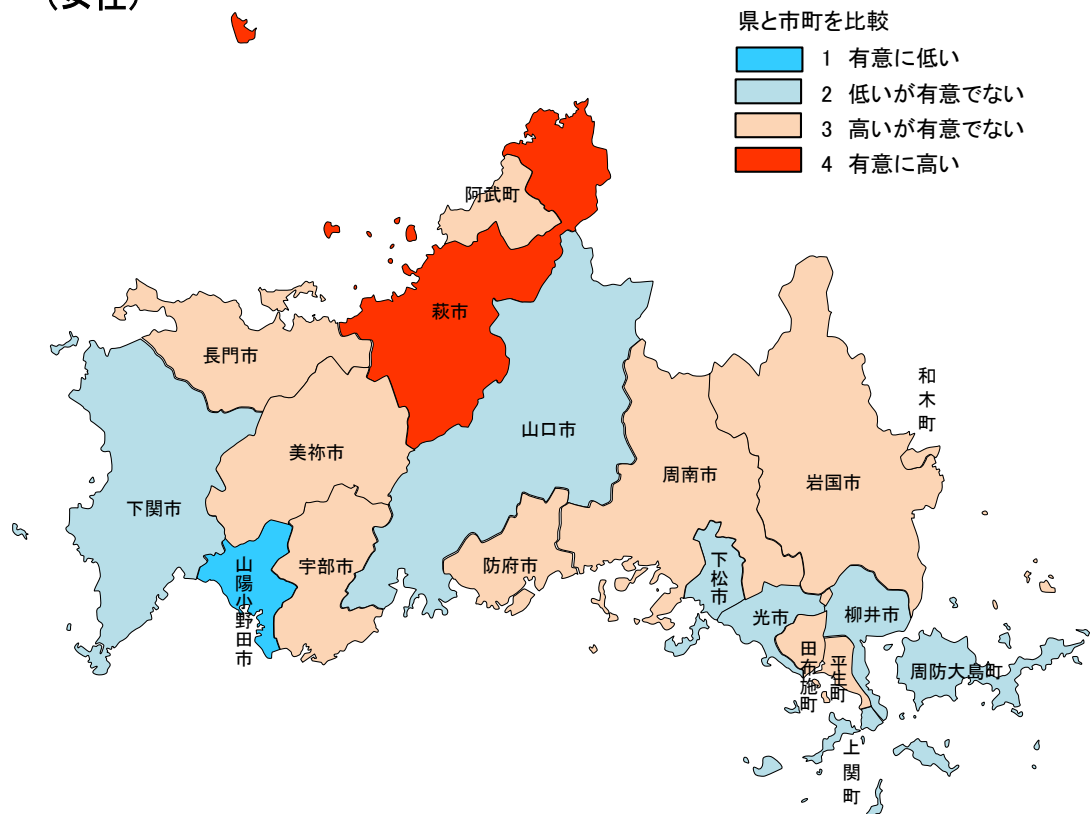 （女性）
県と市町を比較
1 有意に低い
2 低いが有意でない
3 高いが有意でない
4 有意に高い
阿武町
萩市
長門市
和木町
山口市
美祢市
周南市
岩国市
下関市
山陽小野田市
宇部市
防府市
下松市
光市
柳井市
田布施町
平生町
周防大島町
上関町